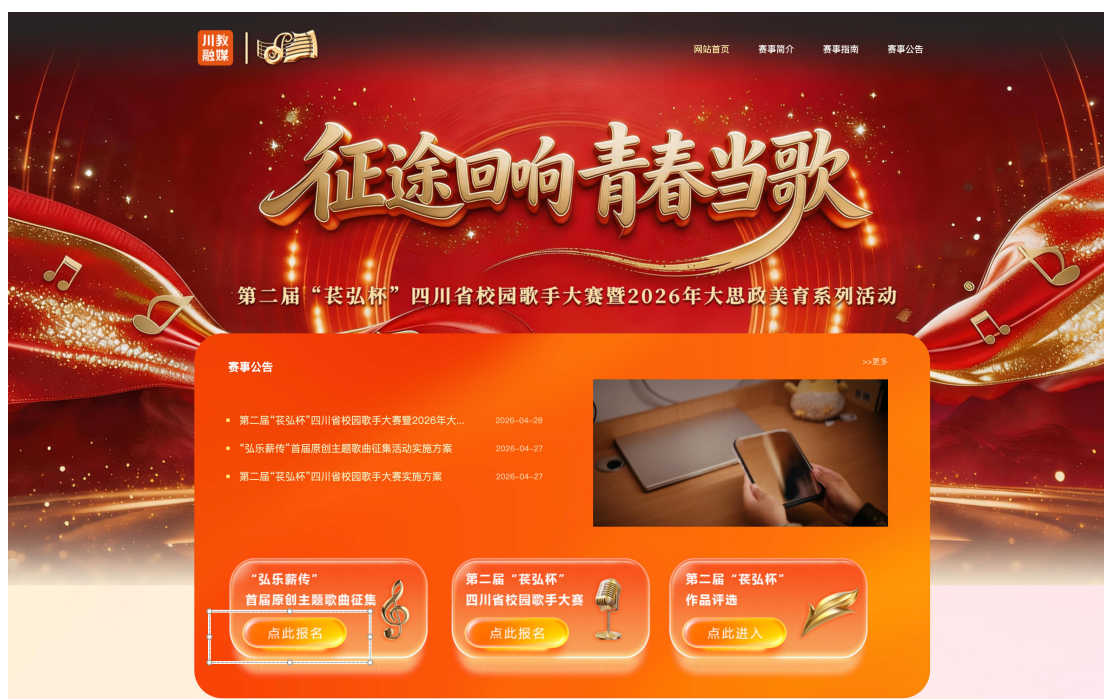 川教
融媒
网站首页 赛事简介 赛事指南 赛事公告
征途回响 青春当歌
第二届“苌弘杯”四川省校园歌手大赛暨2026年大思政美育系列活动
赛事公告
>>更多
第二届“苌弘杯”四川省校园歌手大赛暨2026年大... 2026-04-28
“弘乐薪传”首届原创主题歌曲征集活动实施方案 2026-04-27
第二届“苌弘杯”四川省校园歌手大赛实施方案 2026-04-27
“弘乐薪传”
首届原创主题歌曲征集
点此报名
第二届“苌弘杯”
四川省校园歌手大赛
点此报名
第二届“苌弘杯”
作品评选
点此进入